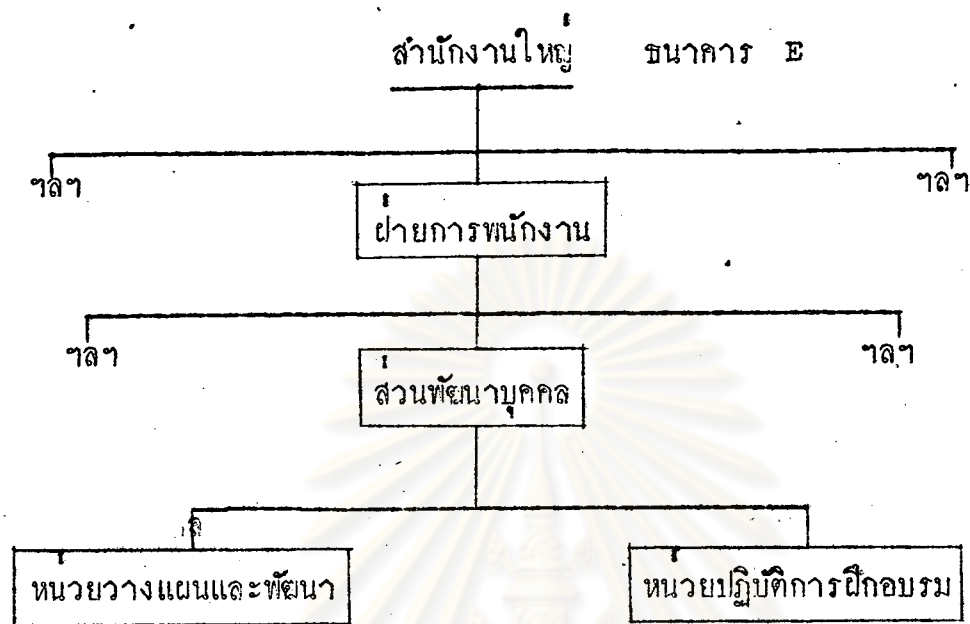 สำนักงานใหญ่ ธนาคาร E
ฯลฯ ฯลฯ
ฝ่ายการพนักงาน
ฯลฯ ฯลฯ
ส่วนพัฒนาบุคคล
หน่วยวางแผนและพัฒนา หน่วยปฏิบัติการฝึกอบรม